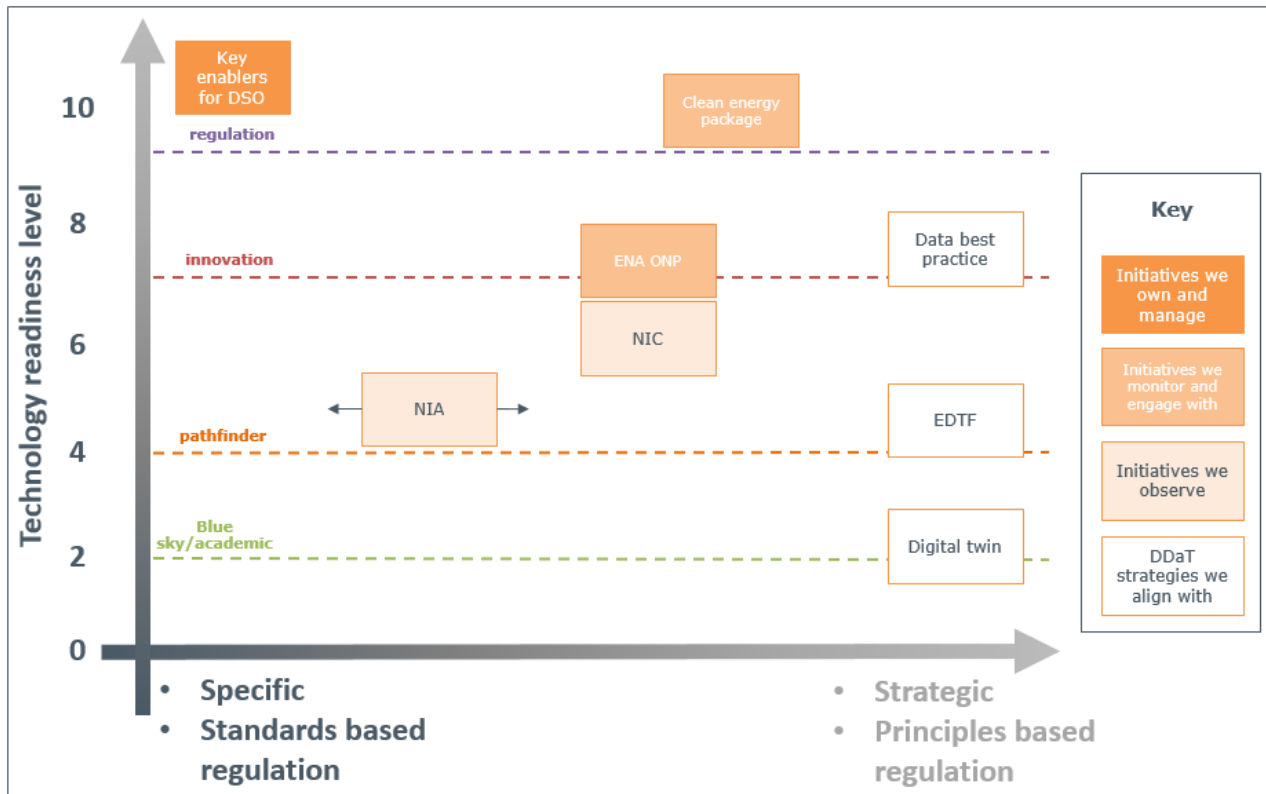 Technology readiness level
10
8
6
4
2
0
Key
enablers
for DSO
Clean energy
package
regulation
ENA ONP
Data best
practice
innovation
NIC
NIA
EDTF
pathfinder
Blue
sky/academic
Digital twin
• Specific
• Standards based
regulation
• Strategic
• Principles based
regulation
Key
Initiatives we
own and
manage
Initiatives we
monitor and
engage with
Initiatives we
observe
DDaT
strategies we
align with